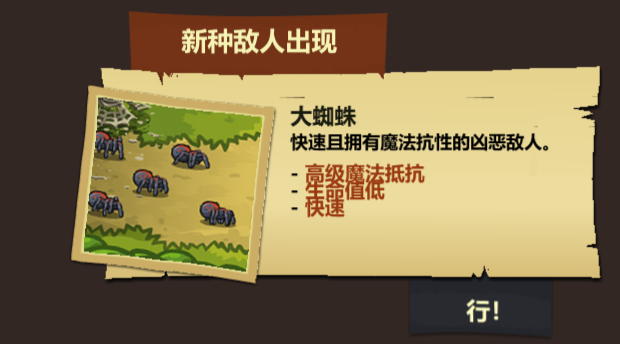 新种敌人出现
大蜘蛛
快速且拥有魔法抗性的凶恶敌人。
- 高级魔法抵抗
- 生命值低
- 快速
行!